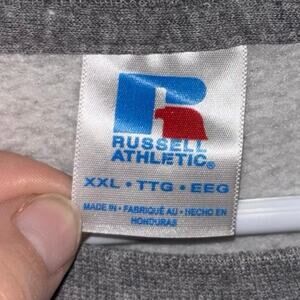 RUSSELL
ATHLETIC®
XXL • TTG • EEG
MADE IN • FABRIQUÉ AU • HECHO EN
HONDURAS